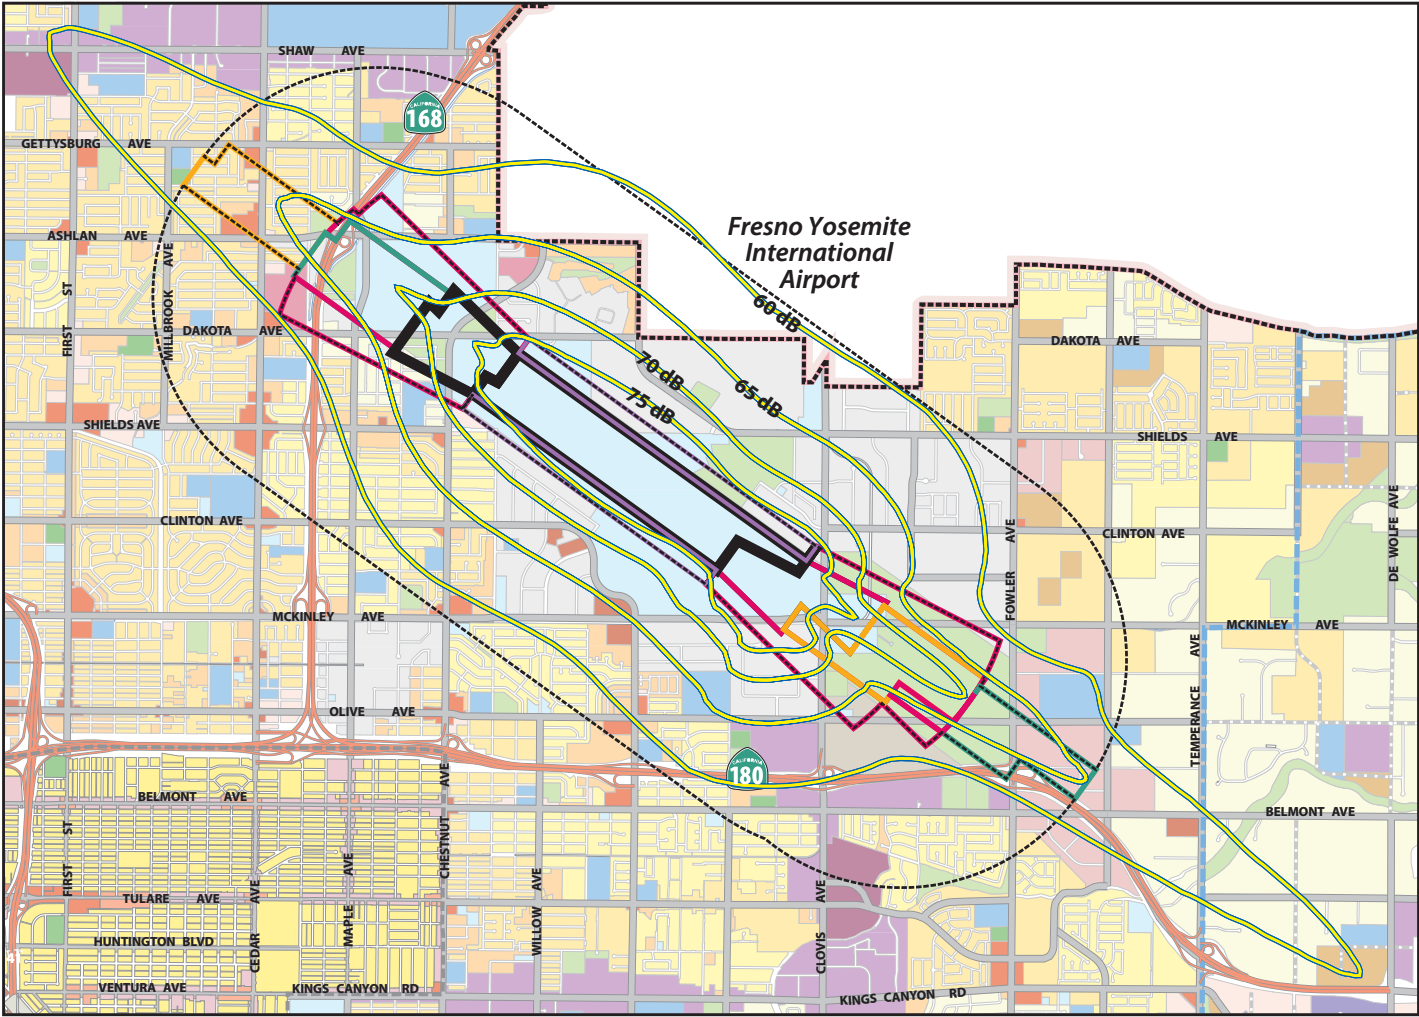 SHAW AVE
CALIFORNIA
168
GETTYSBURG AVE
Fresno Yosemite
International
Airport
ASHLAN AVE
MILLBROOK AVE
FIRST ST
60 dB
DAKOTA AVE
DAKOTA AVE
70 dB
65 dB
75 dB
SHIELDS AVE
SHIELDS AVE
CLINTON AVE
CLINTON AVE
FOWLER AVE
DE WOLFE AVE
MCKINLEY AVE
MCKINLEY AVE
TEMPERANCE AVE
OLIVE AVE
CALIFORNIA
180
BELMONT AVE
BELMONT AVE
FIRST ST
CHESTNUT AVE
TULARE AVE
CEDAR AVE
MAPLE AVE
WILLOW AVE
CLOVIS AVE
HUNTINGTON BLVD
VENTURA AVE
KINGS CANYON RD
KINGS CANYON RD